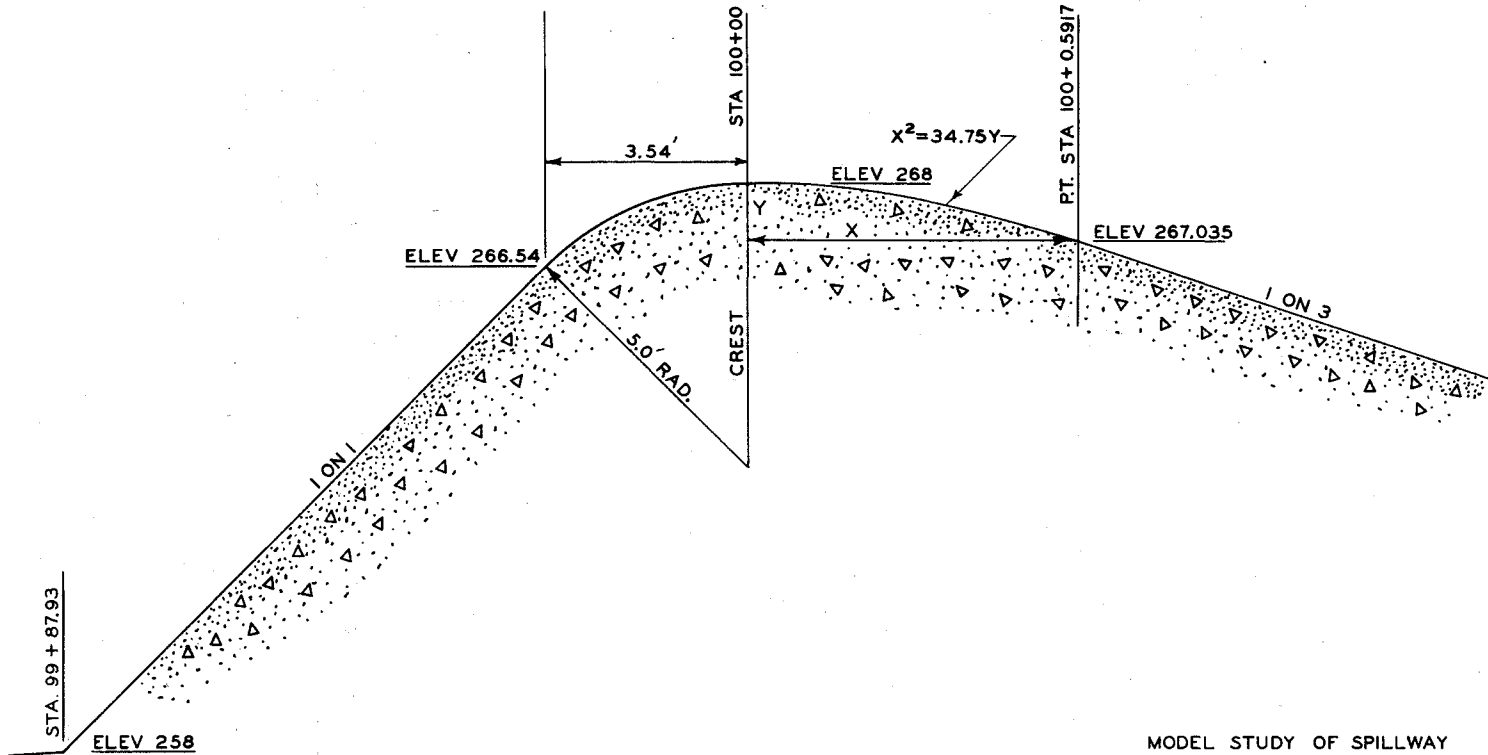 STA 100+00
P.T. STA 100+0.5917
X²=34.75Y
3.54'
ELEV 268
Y
X
ELEV 267.035
ELEV 266.54
1 ON 3
CREST
5.0' RAD.
1 ON 1
STA. 99+87.93
ELEV 258
MODEL STUDY OF SPILLWAY